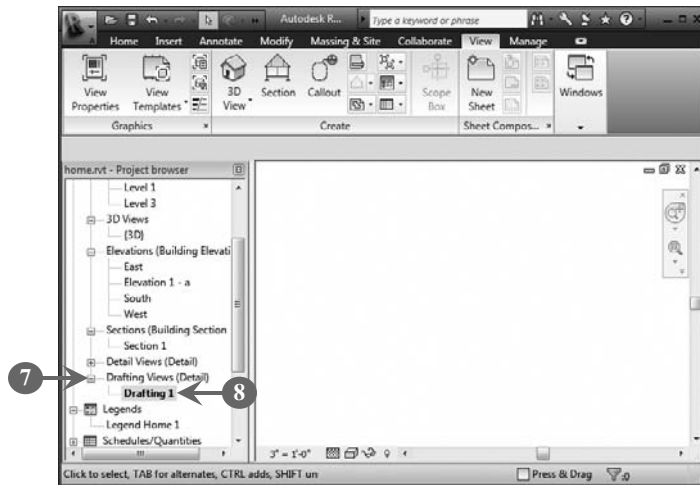 Autodesk R...
Type a keyword or phrase
Home Insert Annotate Modify Massing & Site Collaborate View Manage
View Properties
View Templates
3D View
Section
Callout
Scope Box
New Sheet
Windows
Graphics
Create
Sheet Compos...
home.rvt - Project browser
Level 1
Level 3
3D Views
{3D}
Elevations (Building Elevati
East
Elevation 1 - a
South
West
Sections (Building Section
Section 1
Detail Views (Detail)
7
Drafting Views (Detail)
Drafting 1
8
Legends
Legend Home 1
Schedules/Quantities
3" = 1'-0"
Click to select, TAB for alternates, CTRL adds, SHIFT un
Press & Drag
:0